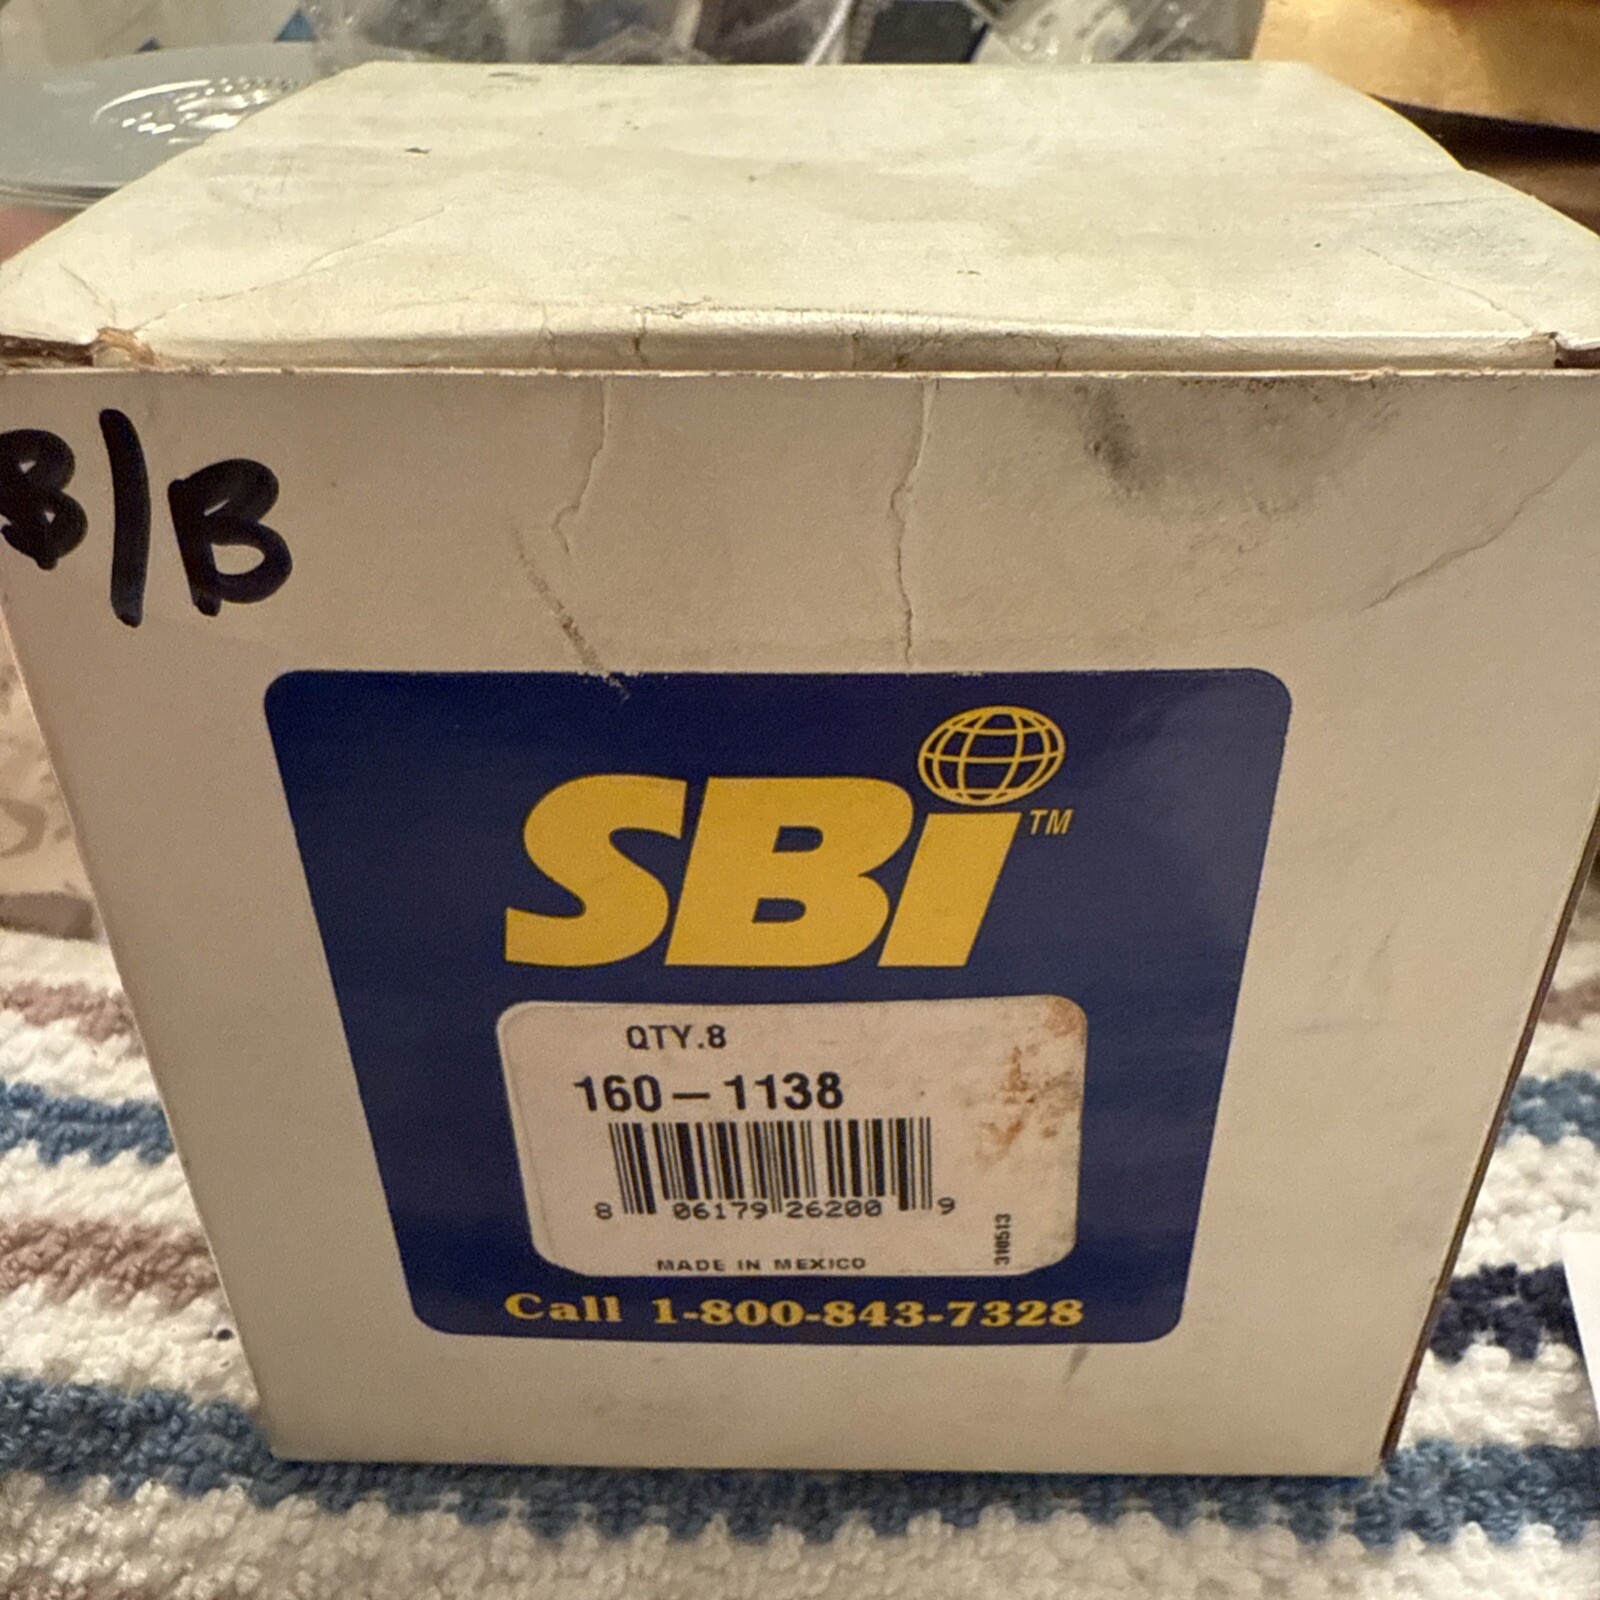 8/B
SBI™
QTY.8
160-1138
8 06179 26200 9
310513
MADE IN MEXICO
Call 1-800-843-7328